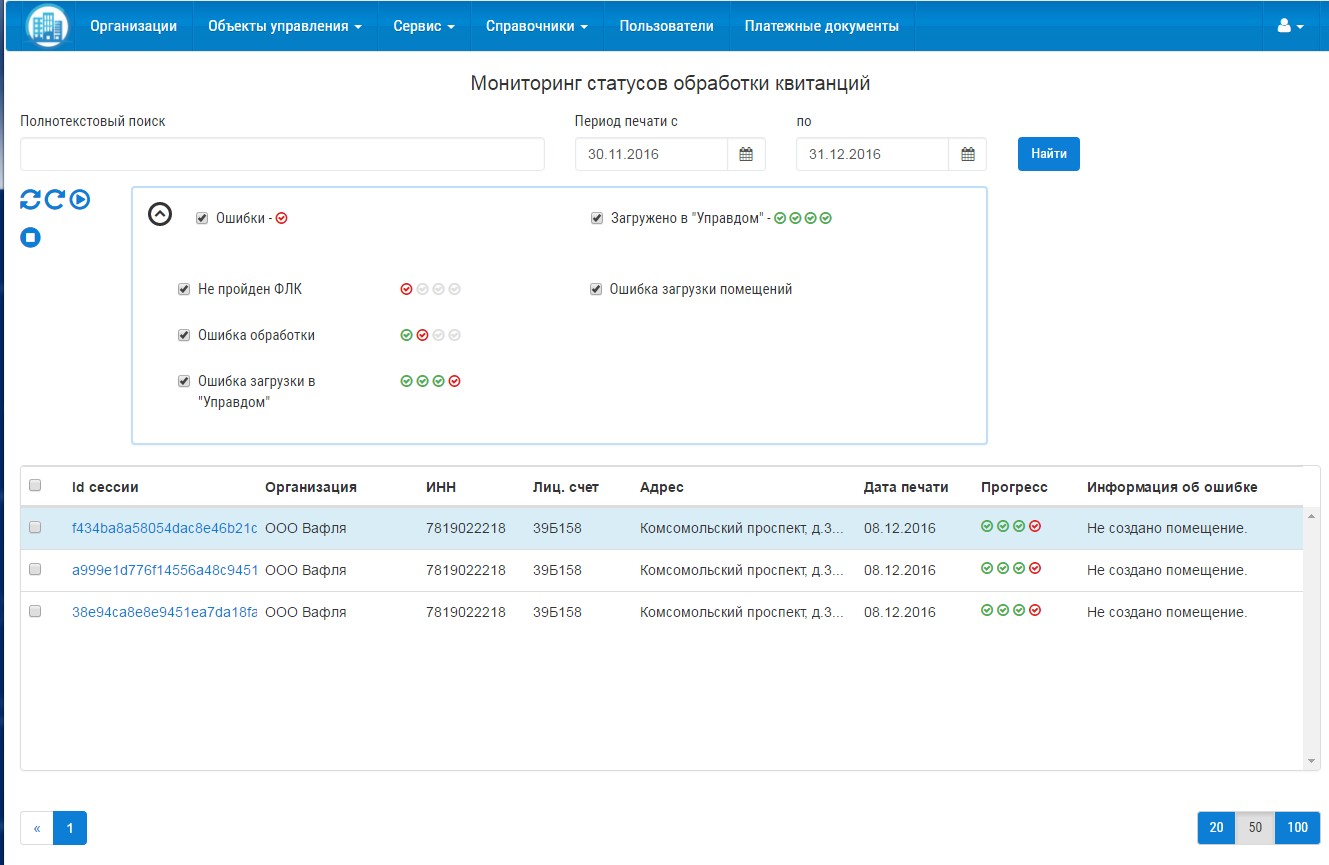 Организации Объекты управления Сервис Справочники Пользователи Платежные документы
Мониторинг статусов обработки квитанций
Полнотекстовый поиск Период печати с по
30.11.2016 31.12.2016 Найти
Ошибки - Загружено в "Управдом" -
Не пройден ФЛК Ошибка загрузки помещений
Ошибка обработки
Ошибка загрузки в
"Управдом"
Id сессии Организация ИНН Лиц. счет Адрес Дата печати Прогресс Информация об ошибке
f434ba8a58054dac8e46b21c ООО Вафля 7819022218 39Б158 Комсомольский проспект, д.3... 08.12.2016 Не создано помещение.
a999e1d776f14556a48c9451 ООО Вафля 7819022218 39Б158 Комсомольский проспект, д.3... 08.12.2016 Не создано помещение.
38e94ca8e8e9451ea7da18fa ООО Вафля 7819022218 39Б158 Комсомольский проспект, д.3... 08.12.2016 Не создано помещение.
« 1 20 50 100